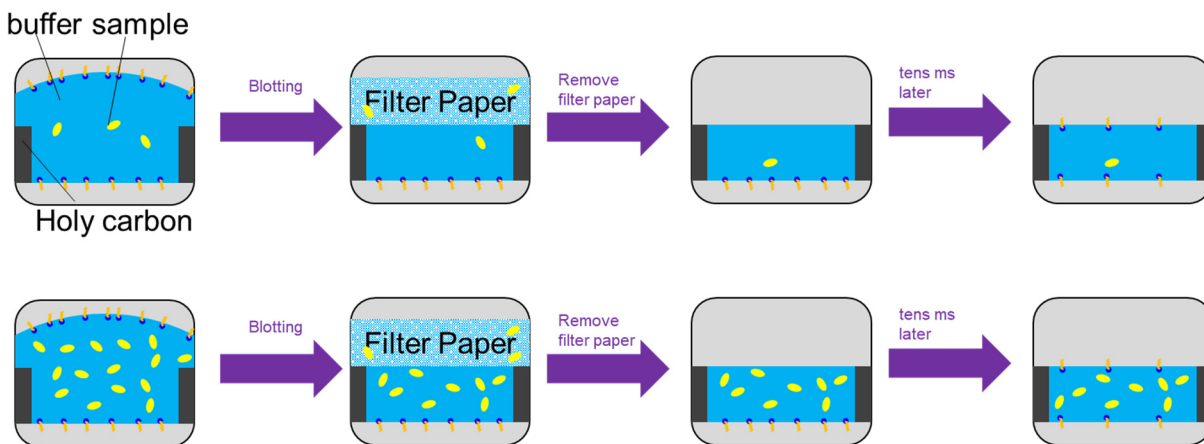 buffer sample
Blotting
Filter Paper
Remove
filter paper
tens ms
later
Holy carbon
Blotting
Filter Paper
Remove
filter paper
tens ms
later